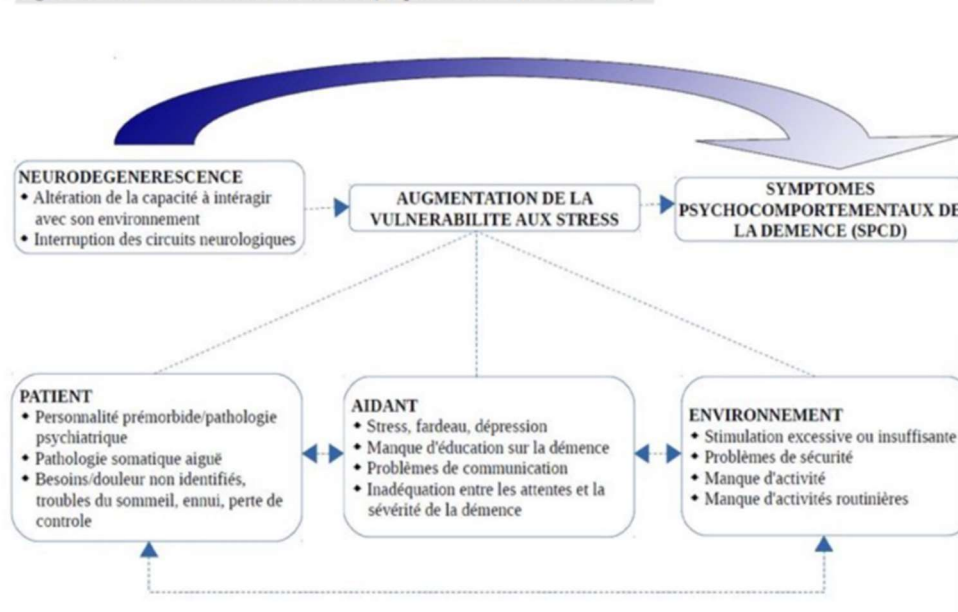 NEURODEGENERESCENCE
◆ Altération de la capacité à intéragir
avec son environnement
◆ Interruption des circuits neurologiques
AUGMENTATION DE LA
VULNERABILITE AUX STRESS
SYMPTOMES
PSYCHOCOMPORTEMENTAUX DE
LA DEMENCE (SPCD)
PATIENT
◆ Personnalité prémorbide/pathologie
psychiatrique
◆ Pathologie somatique aiguë
◆ Besoins/douleur non identifiés,
troubles du sommeil, ennui, perte de
controle
AIDANT
◆ Stress, fardeau, dépression
◆ Manque d'éducation sur la démence
◆ Problèmes de communication
◆ Inadéquation entre les attentes et la
sévérité de la démence
ENVIRONNEMENT
◆ Stimulation excessive ou insuffisante
◆ Problèmes de sécurité
◆ Manque d'activité
◆ Manque d'activités routinières